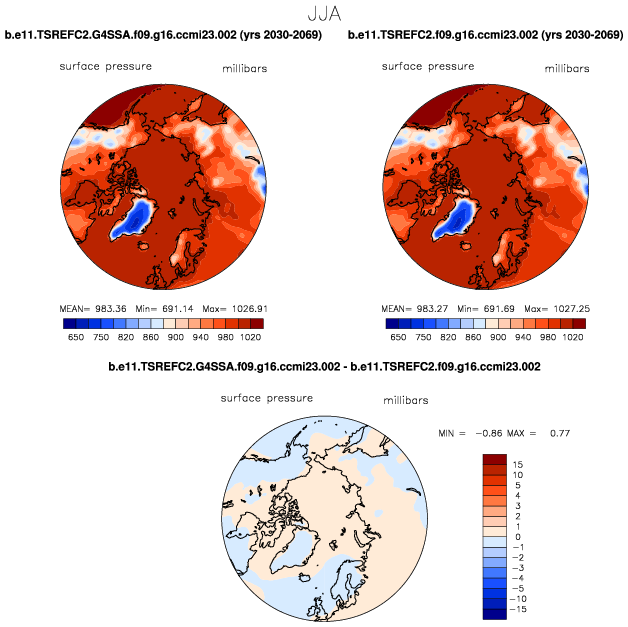 JJA
b.e11.TSREFC2.G4SSA.f09.g16.ccmi23.002 (yrs 2030-2069)
b.e11.TSREFC2.f09.g16.ccmi23.002 (yrs 2030-2069)
surface pressure millibars
surface pressure millibars
MEAN= 983.36 Min= 691.14 Max= 1026.91
MEAN= 983.27 Min= 691.69 Max= 1027.25
650 750 800 860 900 940 980 1020
650 750 800 860 900 940 980 1020
b.e11.TSREFC2.G4SSA.f09.g16.ccmi23.002 - b.e11.TSREFC2.f09.g16.ccmi23.002
surface pressure millibars
MIN = -0.86 MAX = 0.77
15
10
5
4
3
2
1
0
-1
-2
-3
-4
-5
-10
-15